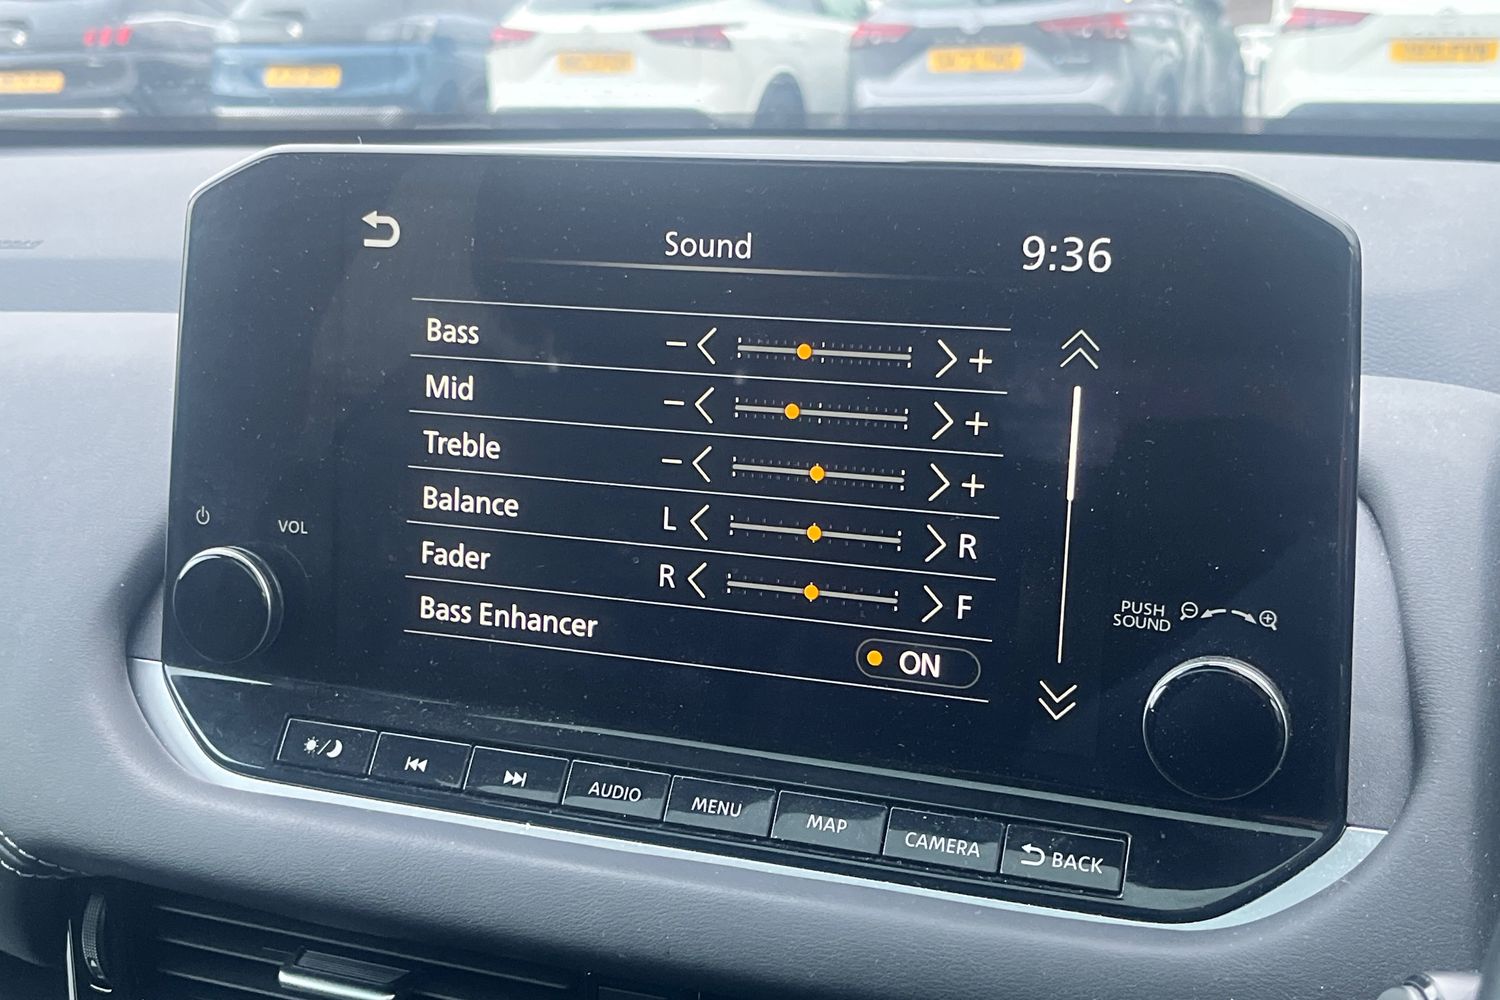 Sound
9:36
Bass - +
Mid - +
Treble - +
Balance L R
Fader R F
Bass Enhancer
ON
VOL
PUSH
SOUND
AUDIO
MENU
MAP
CAMERA
BACK